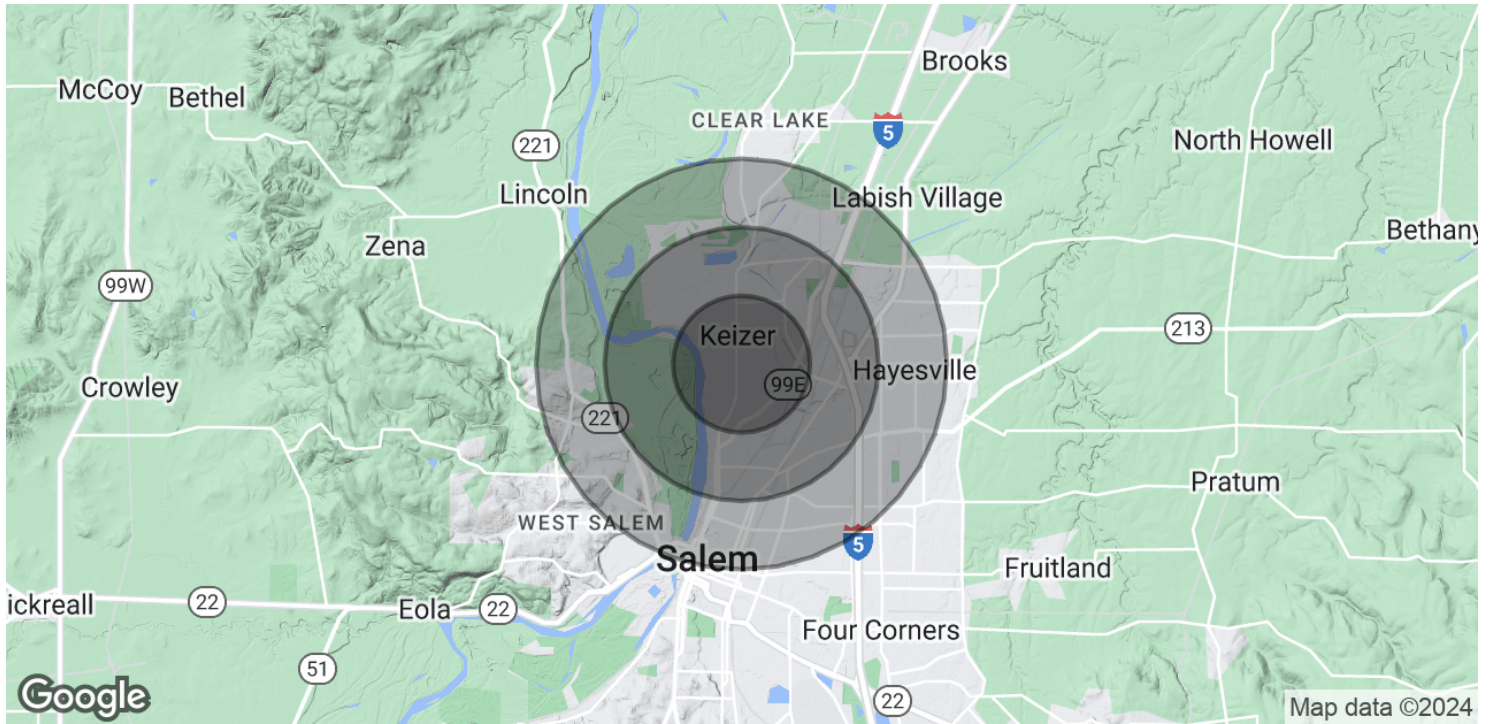 Brooks
McCoy
Bethel
CLEAR LAKE
5
North Howell
221
Lincoln
Labish Village
Bethany
Zena
99W
Keizer
213
Hayesville
99E
Crowley
221
Pratum
WEST SALEM
5
Salem
Fruitland
ickreall
22
Eola
22
Four Corners
51
22
Google
Map data ©2024